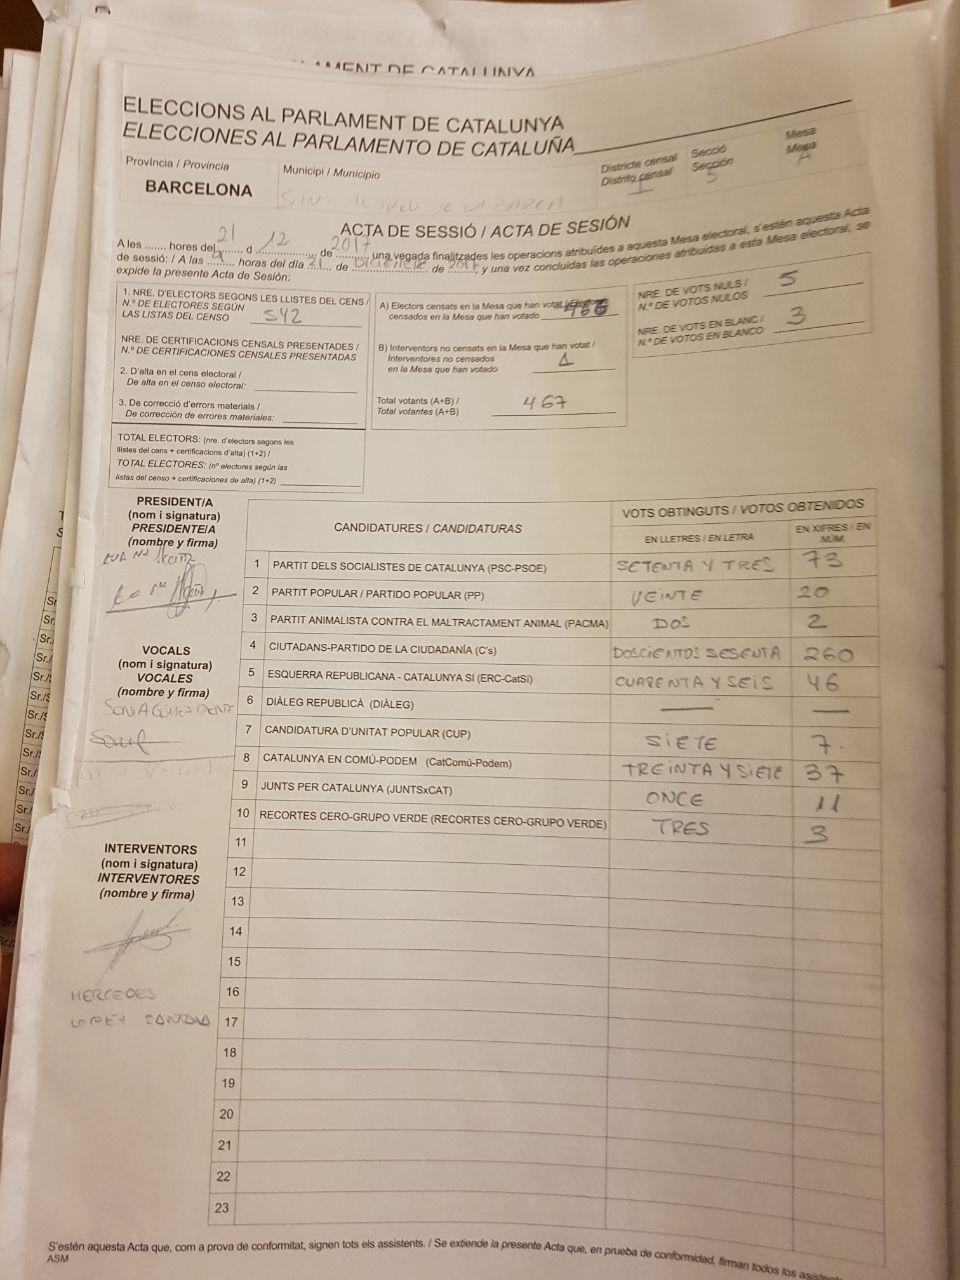 ELECCIONS AL PARLAMENT DE CATALUNYA
ELECCIONES AL PARLAMENTO DE CATALUÑA
Província / Provincia
BARCELONA
Municipi / Municipio
Districte censal
Distrito censal
I
Secció
Sección
5
Mesa
Mesa
A
ACTA DE SESSIÓ / ACTA DE SESIÓN
A les ....... hores del 21 d 12 de 2017 una vegada finalitzades les operacions atribuïdes a aquesta Mesa electoral, s'estén aquesta Acta
de sessió: / A las ........ horas del día 21 de Diciembre de 2017 y una vez concluidas las operaciones atribuidas a esta Mesa electoral, se
expide la presente Acta de Sesión:
1. NRE. D'ELECTORS SEGONS LES LLISTES DEL CENS /
N.º DE ELECTORES SEGÚN
LAS LISTAS DEL CENSO 542
NRE. DE CERTIFICACIONS CENSALS PRESENTADES /
N.º DE CERTIFICACIONES CENSALES PRESENTADAS
2. D'alta en el cens electoral /
De alta en el censo electoral:
3. De correcció d'errors materials /
De corrección de errores materiales:
TOTAL ELECTORS: (nre. d'electors segons les
llistes del cens + certificacions d'alta) (1+2) /
TOTAL ELECTORES: (nº electores según las
listas del censo + certificaciones de alta) (1+2)
A) Electors censats en la Mesa que han votat / Electores
censados en la Mesa que han votado 466
B) Interventors no censats en la Mesa que han votat /
Interventores no censados
en la Mesa que han votado 1
Total votants (A+B) /
Total votantes (A+B) 467
NRE. DE VOTS NULS /
N.º DE VOTOS NULOS 5
NRE. DE VOTS EN BLANC /
N.º DE VOTOS EN BLANCO 3
PRESIDENT/A
(nom i signatura)
PRESIDENTE/A
(nombre y firma)
VOCALS
(nom i signatura)
VOCALES
(nombre y firma)
SONIA GOMEZ
INTERVENTORS
(nom i signatura)
INTERVENTORES
(nombre y firma)
MERCEDES
LOPEZ
CANDIDATURES / CANDIDATURAS
VOTS OBTINGUTS / VOTOS OBTENIDOS
EN LLETRES / EN LETRA
EN XIFRES / EN NÚM.
1 PARTIT DELS SOCIALISTES DE CATALUNYA (PSC-PSOE) SETENTA Y TRES 73
2 PARTIT POPULAR / PARTIDO POPULAR (PP) VEINTE 20
3 PARTIT ANIMALISTA CONTRA EL MALTRACTAMENT ANIMAL (PACMA) DOS 2
4 CIUTADANS-PARTIDO DE LA CIUDADANÍA (C's) DOSCIENTOS SESENTA 260
5 ESQUERRA REPUBLICANA - CATALUNYA SI (ERC-CatSí) CUARENTA Y SEIS 46
6 DIÀLEG REPUBLICÀ (DIÀLEG) — —
7 CANDIDATURA D'UNITAT POPULAR (CUP) SIETE 7.
8 CATALUNYA EN COMÚ-PODEM (CatComú-Podem) TREINTA Y SIETE 37
9 JUNTS PER CATALUNYA (JUNTSxCAT) ONCE 11
10 RECORTES CERO-GRUPO VERDE (RECORTES CERO-GRUPO VERDE) TRES 3
11
12
13
14
15
16
17
18
19
20
21
22
23
S'estén aquesta Acta que, com a prova de conformitat, signen tots els assistents. / Se extiende la presente Acta que, en prueba de conformidad, firman todos los
ASM